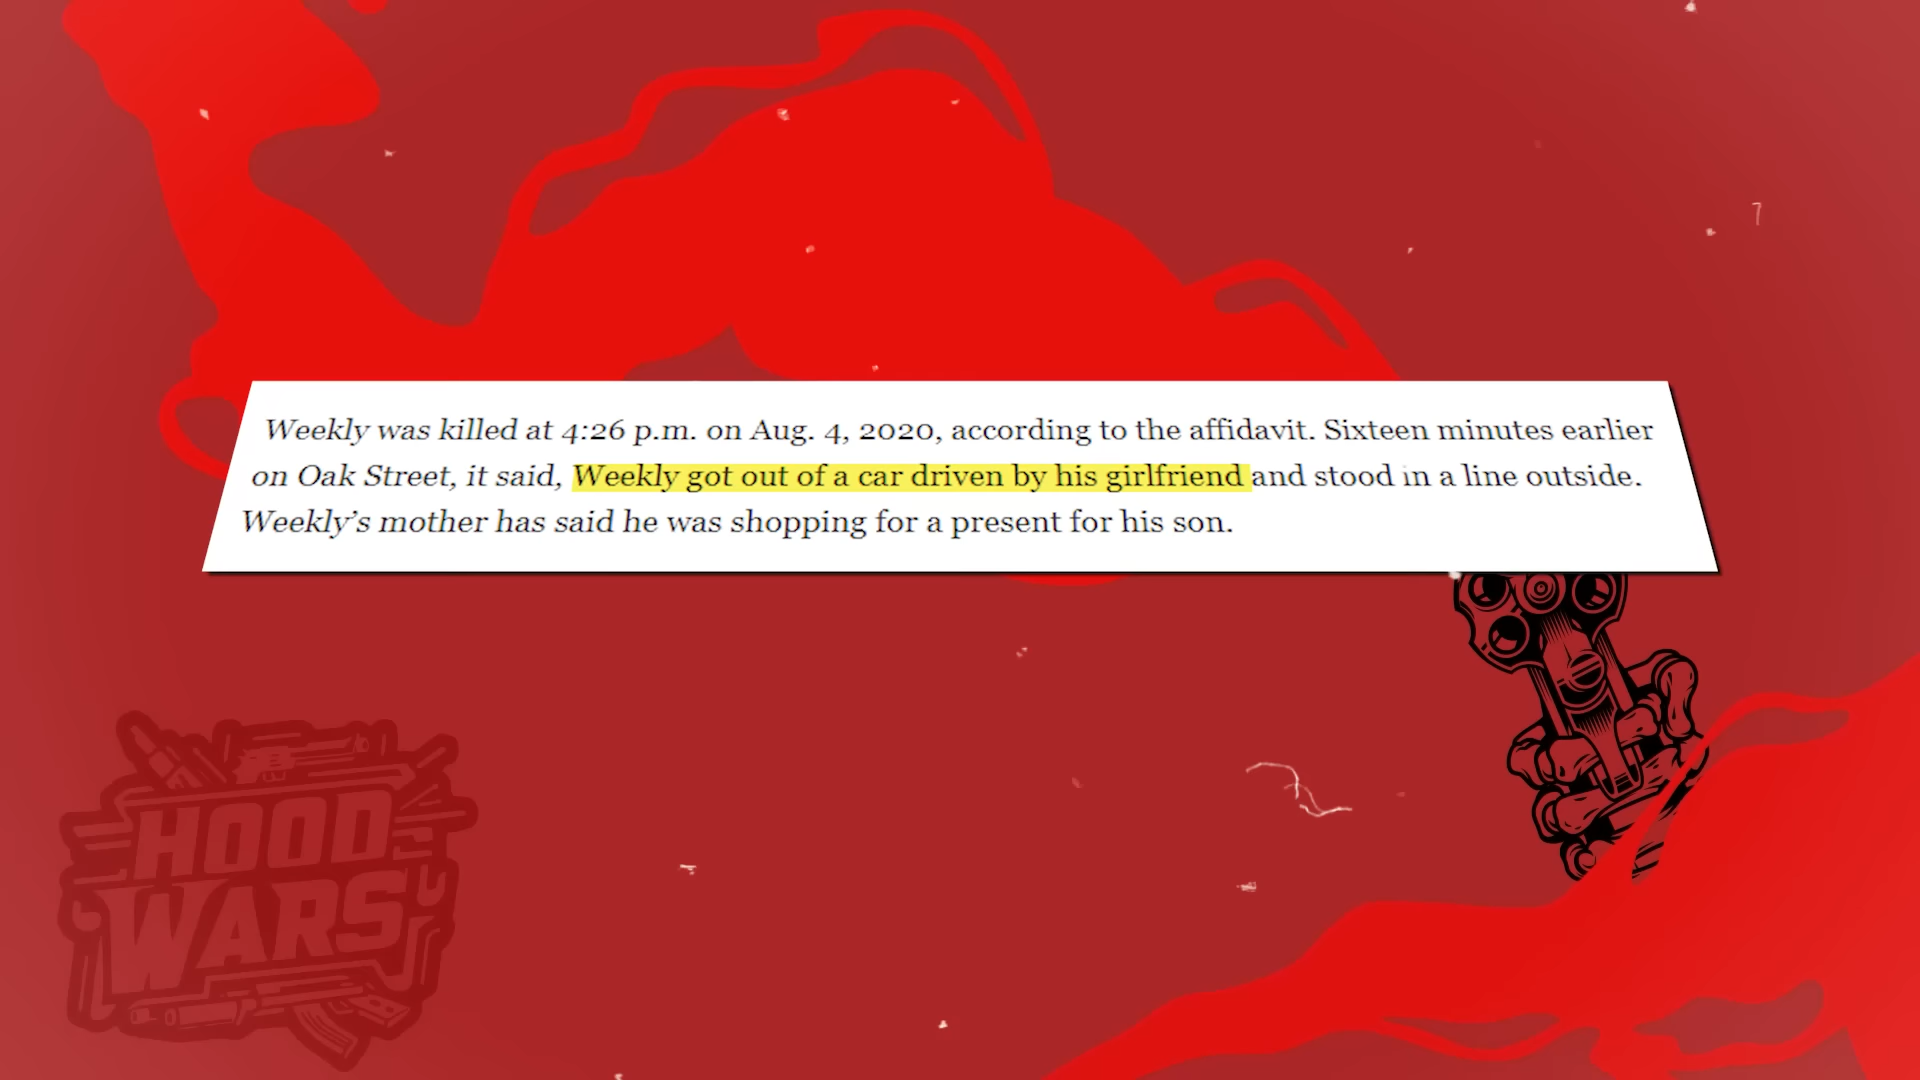 Weekly was killed at 4:26 p.m. on Aug. 4, 2020, according to the affidavit. Sixteen minutes earlier
on Oak Street, it said, Weekly got out of a car driven by his girlfriend and stood in a line outside.
Weekly’s mother has said he was shopping for a present for his son.
HOOD
WARS